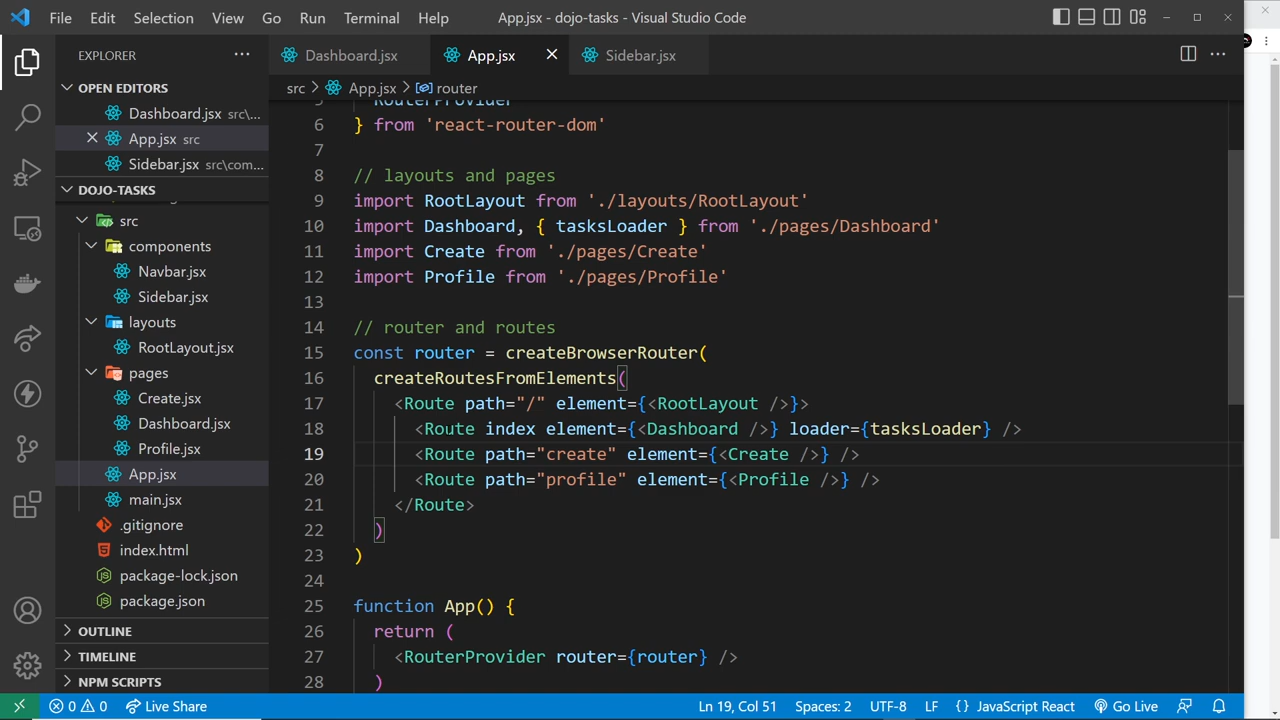 File Edit Selection View Go Run Terminal Help
App.jsx - dojo-tasks - Visual Studio Code
EXPLORER
OPEN EDITORS
Dashboard.jsx src\...
App.jsx src
Sidebar.jsx src\com...
DOJO-TASKS
src
components
Navbar.jsx
Sidebar.jsx
layouts
RootLayout.jsx
pages
Create.jsx
Dashboard.jsx
Profile.jsx
App.jsx
main.jsx
.gitignore
index.html
package-lock.json
package.json
OUTLINE
TIMELINE
NPM SCRIPTS
Dashboard.jsx App.jsx Sidebar.jsx
src > App.jsx > router
5 RouterProvider
6 } from 'react-router-dom'
7
8 // layouts and pages
9 import RootLayout from './layouts/RootLayout'
10 import Dashboard, { tasksLoader } from './pages/Dashboard'
11 import Create from './pages/Create'
12 import Profile from './pages/Profile'
13
14 // router and routes
15 const router = createBrowserRouter(
16 createRoutesFromElements(
17 <Route path="/" element={<RootLayout />}>
18 <Route index element={<Dashboard />} loader={tasksLoader} />
19 <Route path="create" element={<Create />} />
20 <Route path="profile" element={<Profile />} />
21 </Route>
22 )
23 )
24
25 function App() {
26 return (
27 <RouterProvider router={router} />
28 )
0 0 Live Share
Ln 19, Col 51 Spaces: 2 UTF-8 LF {} JavaScript React Go Live